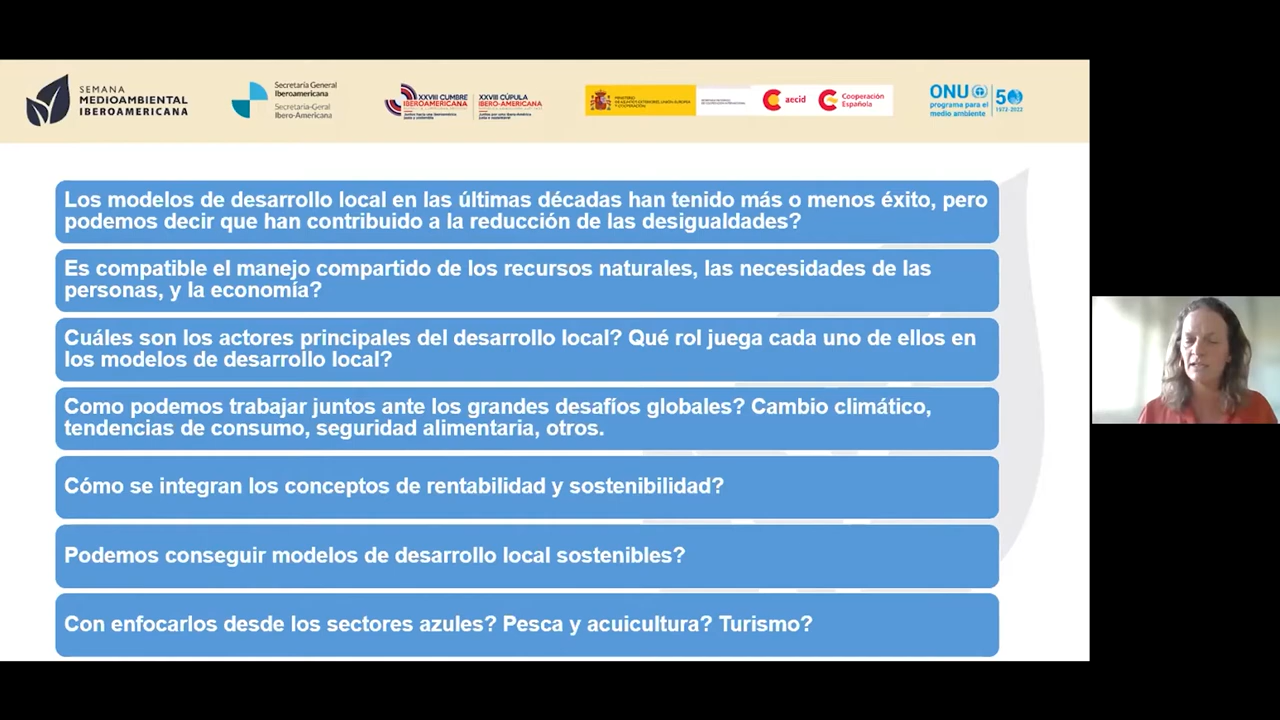 SEMANA
MEDIOAMBIENTAL
IBEROAMERICANA
Secretaría General
Iberoamericana
Secretaria-Geral
Ibero-Americana
XXVIII CUMBRE
IBEROAMERICANA
XXVIII CÚPULA
IBERO-AMERICANA
aecid
Cooperación
Española
ONU
programa para el
medio ambiente
50
1972-2022
Los modelos de desarrollo local en las últimas décadas han tenido más o menos éxito, pero
podemos decir que han contribuido a la reducción de las desigualdades?
Es compatible el manejo compartido de los recursos naturales, las necesidades de las
personas, y la economía?
Cuáles son los actores principales del desarrollo local? Qué rol juega cada uno de ellos en
los modelos de desarrollo local?
Como podemos trabajar juntos ante los grandes desafíos globales? Cambio climático,
tendencias de consumo, seguridad alimentaria, otros.
Cómo se integran los conceptos de rentabilidad y sostenibilidad?
Podemos conseguir modelos de desarrollo local sostenibles?
Con enfocarlos desde los sectores azules? Pesca y acuicultura? Turismo?